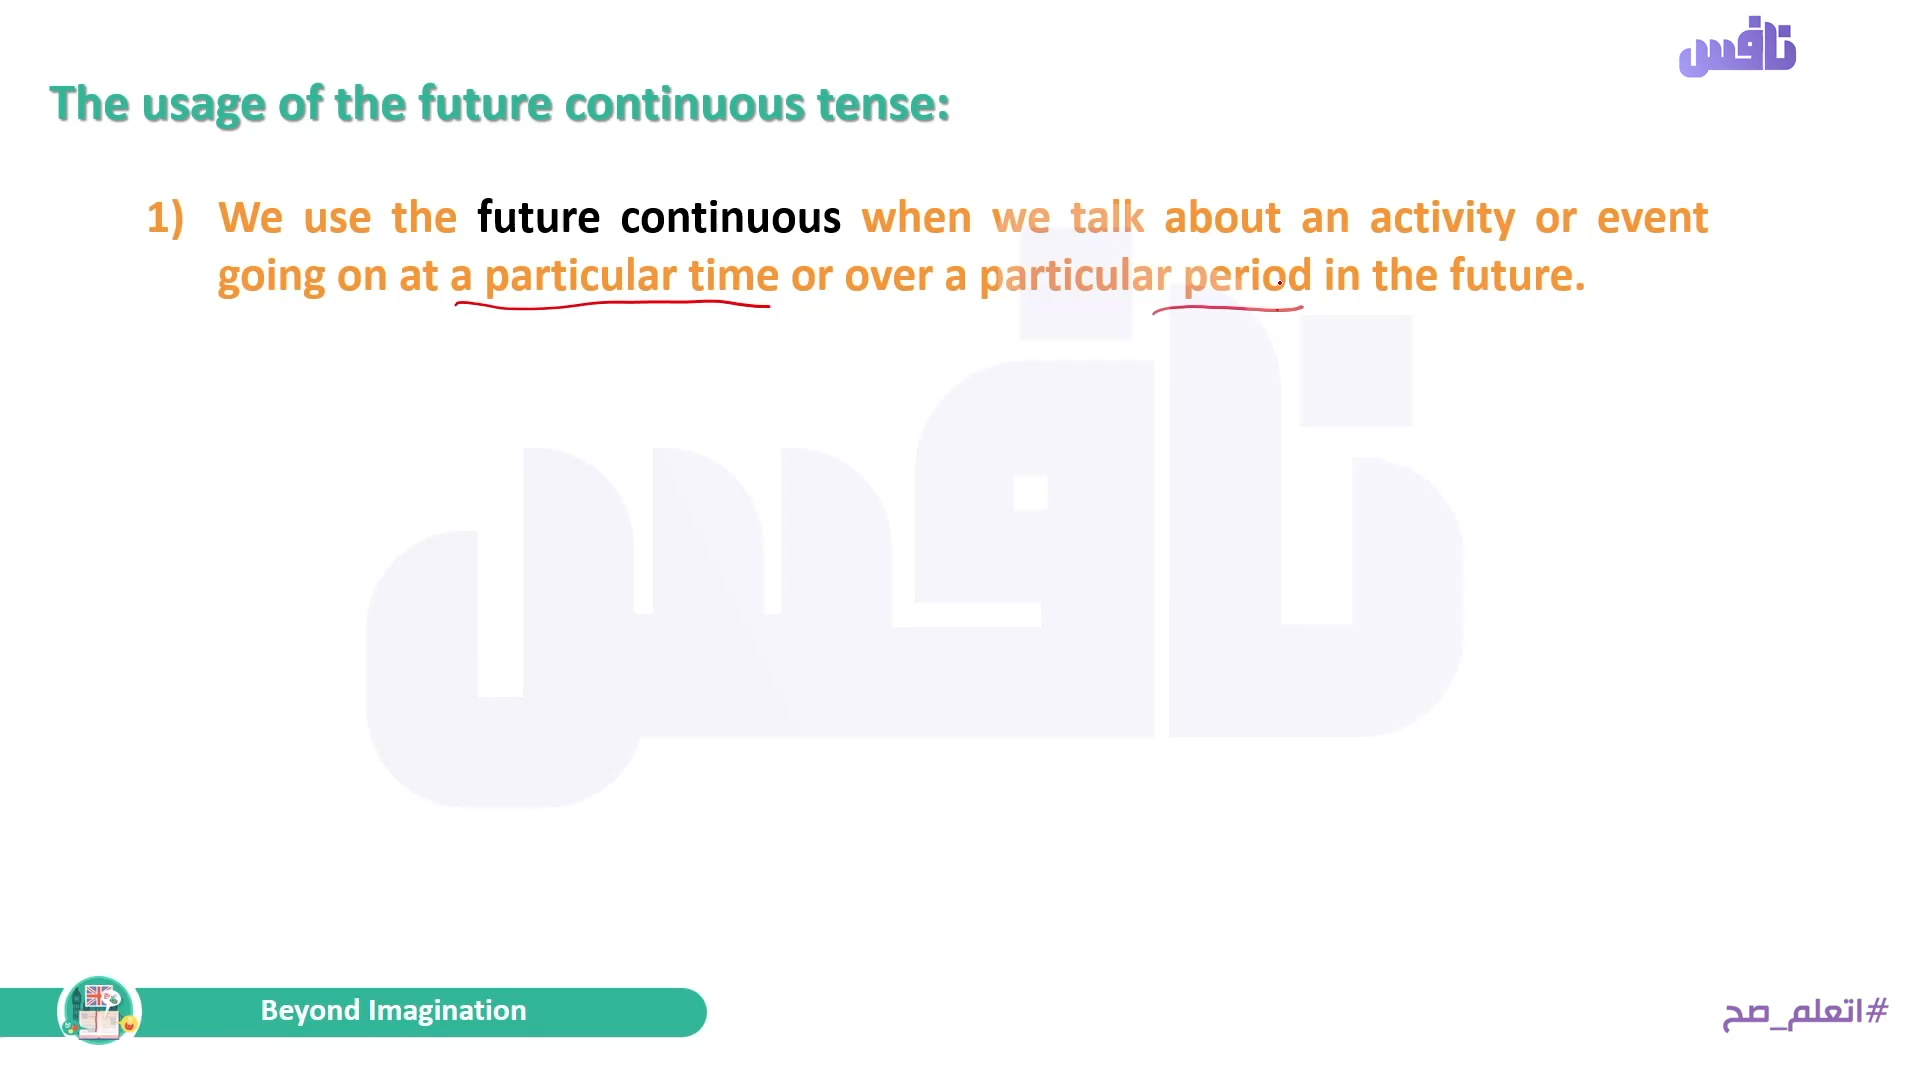 نافس
The usage of the future continuous tense:
1) We use the future continuous when we talk about an activity or event
going on at a particular time or over a particular period in the future.
نافس
Beyond Imagination
#اتعلم_صح